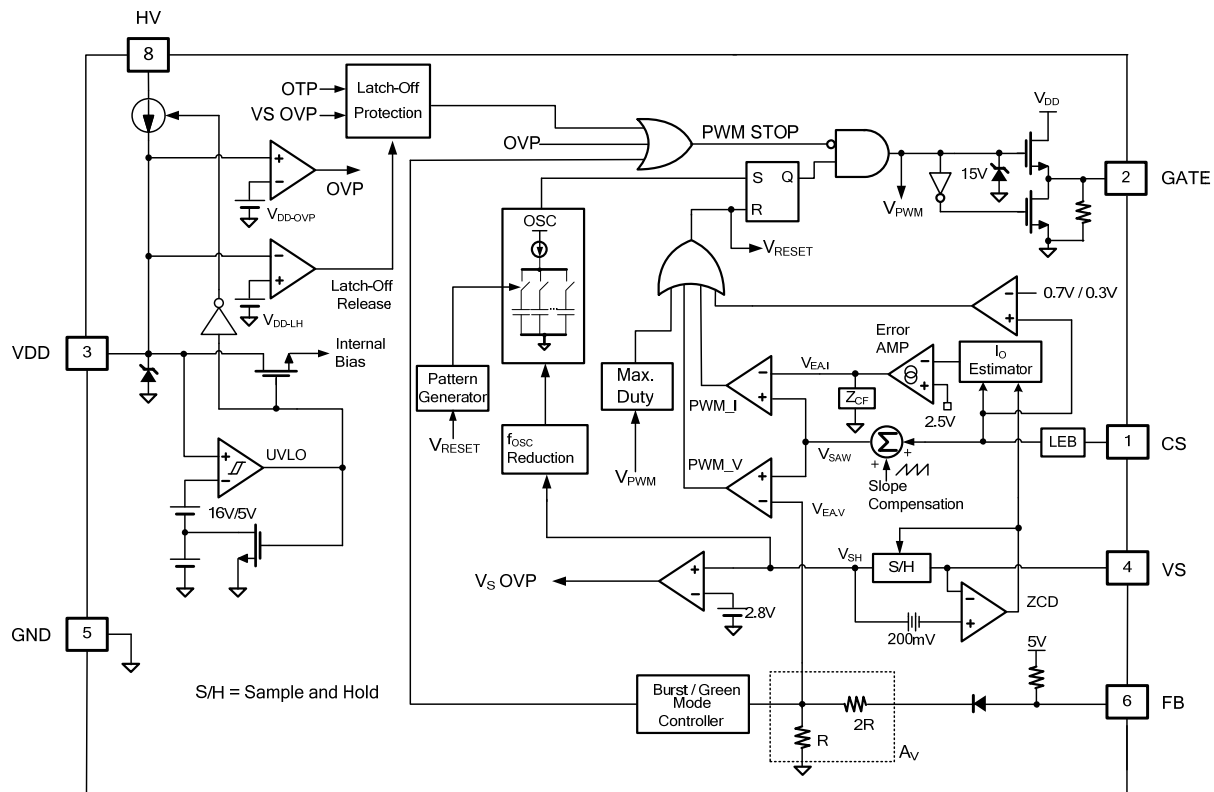 HV
8
OTP
VS OVP
Latch-Off
Protection
OVP
PWM STOP
VDD
15V
2
GATE
VPWM
S
Q
R
VRESET
OVP
VDD-OVP
OSC
Latch-Off
Release
VDD-LH
0.7V / 0.3V
VDD
3
Internal
Bias
Pattern
Generator
VRESET
fOSC
Reduction
Max.
Duty
VPWM
PWM_I
VEA.I
ZCF
Error
AMP
2.5V
IO
Estimator
LEB
1
CS
Σ
VSAW
Slope
Compensation
PWM_V
VEA.V
UVLO
16V/5V
VS OVP
2.8V
VSH
S/H
4
VS
ZCD
200mV
GND
5
S/H = Sample and Hold
Burst / Green
Mode
Controller
R
2R
AV
5V
6
FB